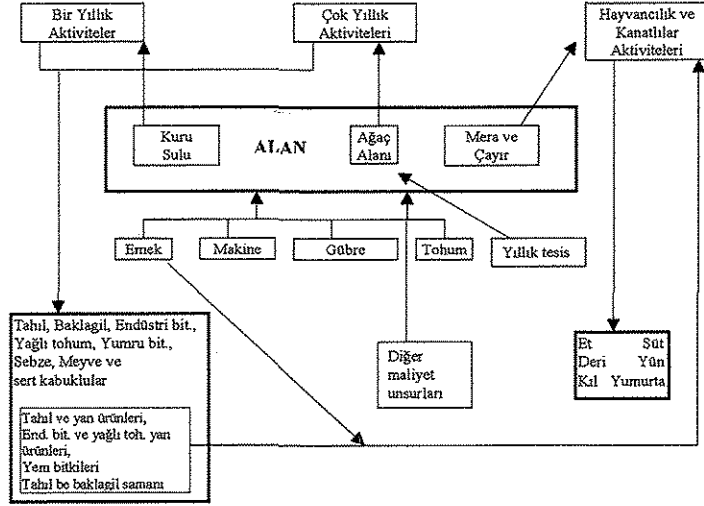 Bir Yıllık
Aktiviteler
Çok Yıllık
Aktiviteleri
Hayvancılık ve
Kanatlılar
Aktiviteleri
Kuru
Sulu
ALAN
Ağaç
Alanı
Mera ve
Çayır
Emek
Makine
Gübre
Tohum
Yıllık tesis
Tahıl, Baklagil, Endüstri bit.,
Yağlı tohum, Yumru bit.,
Sebze, Meyve ve
sert kabuklular
Tahıl ve yan ürünleri,
End. bit. ve yağlı toh. yan
ürünleri,
Yem bitkileri
Tahıl be baklagil samanı
Diğer
maliyet
unsurları
Et Süt
Deri Yün
Kıl Yumurta